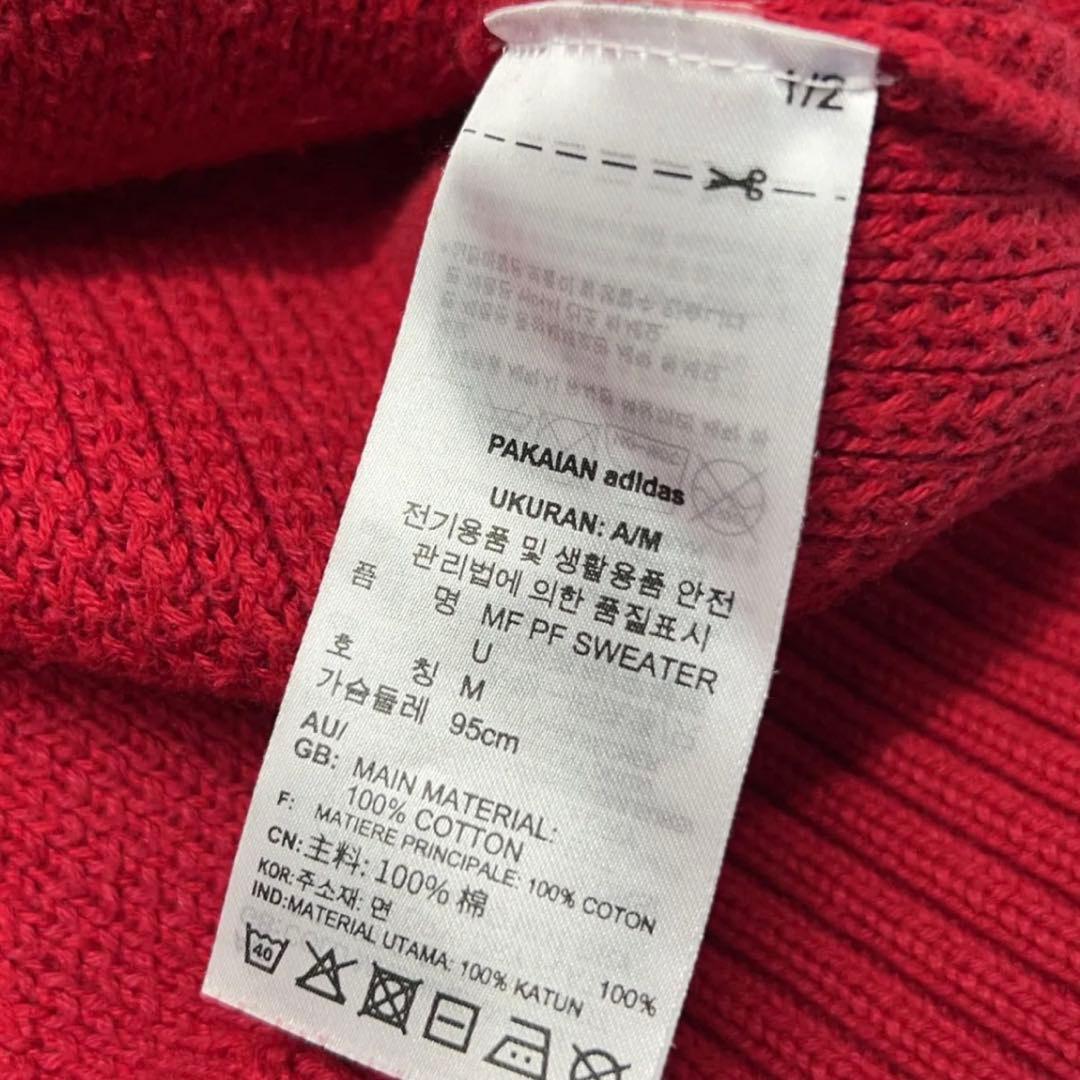 1/2
PAKAIAN adidas
UKURAN: A/M
전기용품 및 생활용품 안전
관리법에 의한 품질표시
품 명 MF PF SWEATER
U
호 칭 M
가슴둘레 95cm
AU/
GB: MAIN MATERIAL:
100% COTTON
F: MATIERE PRINCIPALE: 100% COTON
CN: 主料: 100% 棉
KOR: 주소재: 면 100%
IND:MATERIAL UTAMA: 100% KATUN
40